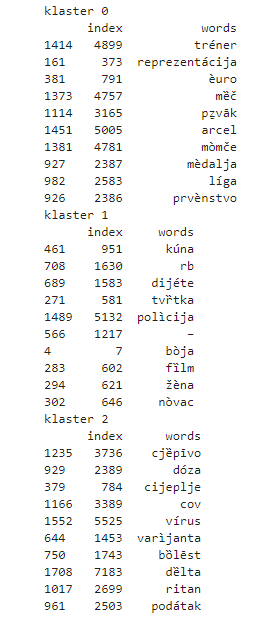 klaster 0
index words
1414 4899 tréner
161 373 reprezentácija
381 791 èuro
1373 4757 mȅč
1114 3165 pȥvāk
1451 5005 arcel
1381 4781 mòmče
927 2387 mèdalja
982 2583 líga
926 2386 prvènstvo
klaster 1
index words
461 951 kúna
708 1630 rb
689 1583 dijéte
271 581 tvȑtka
1489 5132 polìcija
566 1217 –
4 7 bòja
283 602 fȉlm
294 621 žèna
302 646 nòvac
klaster 2
index words
1235 3736 cjȅpīvo
929 2389 dóza
379 784 cijeplje
1166 3389 cov
1552 5525 vírus
644 1453 varìjanta
750 1743 bȍlēst
1708 7183 dȅlta
1017 2699 ritan
961 2503 podátak